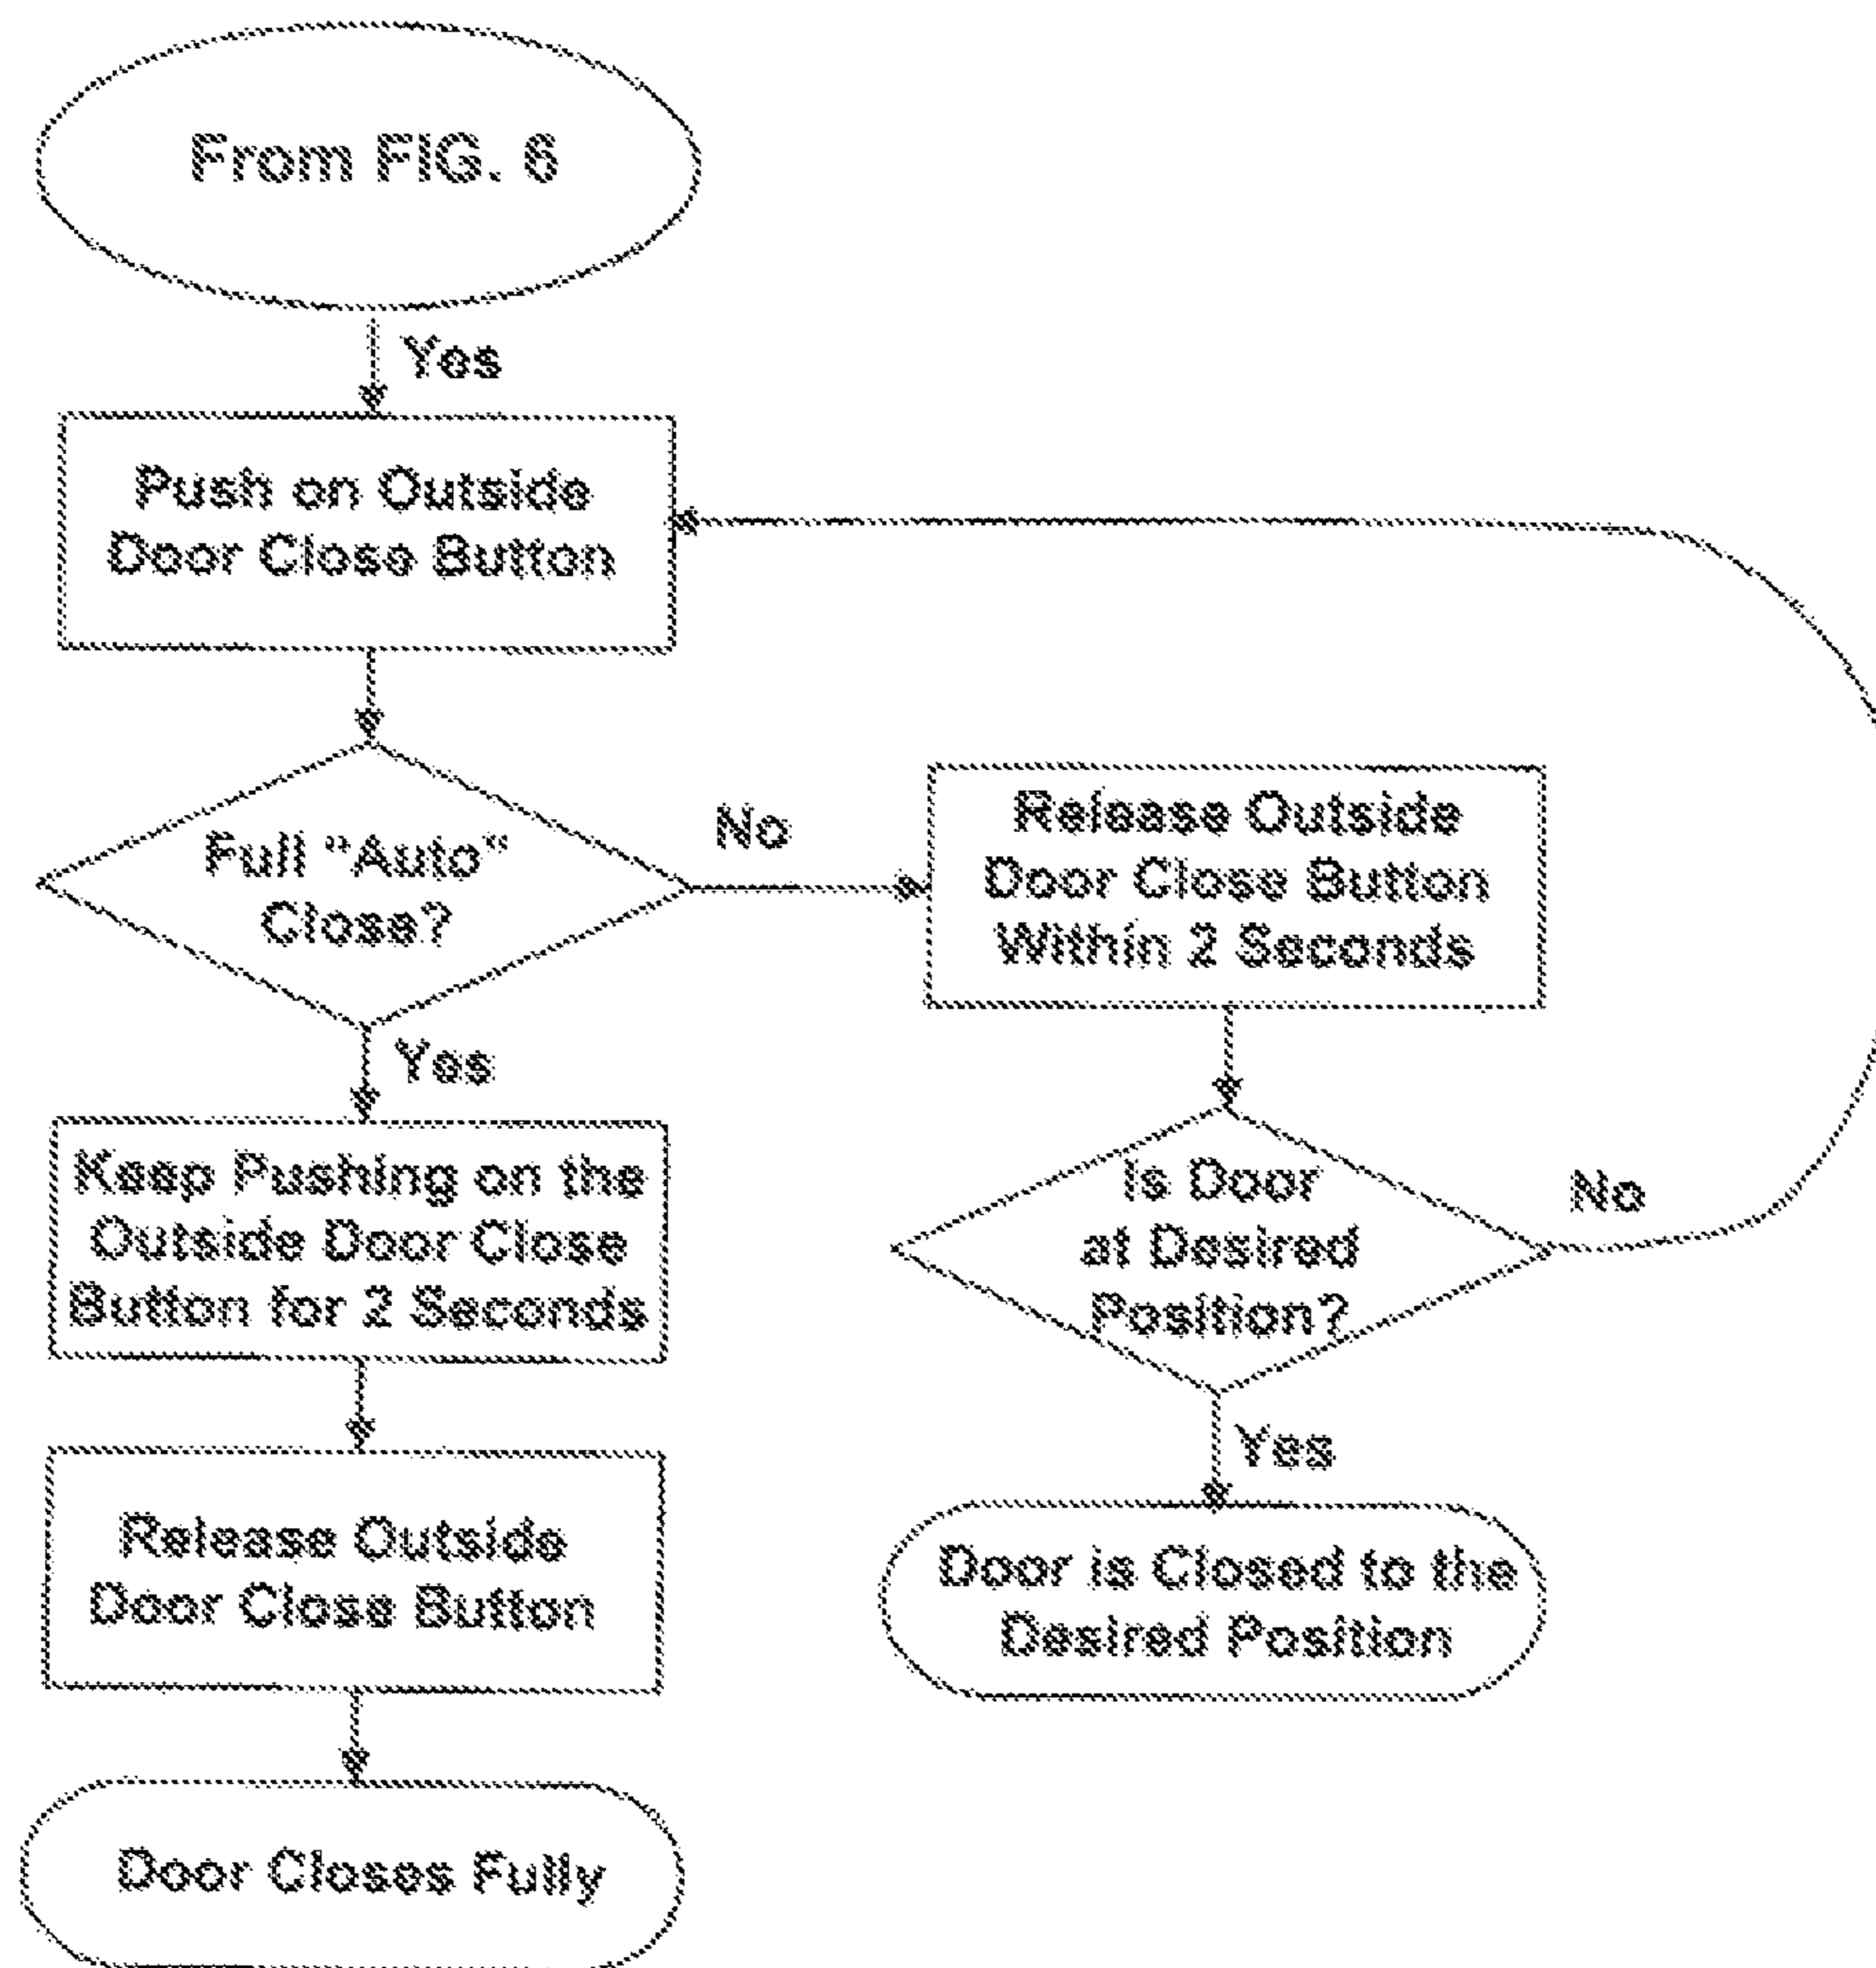 From FIG. 6
Yes
Push on Outside
Door Close Button
Full "Auto"
Close?
No
Release Outside
Door Close Button
Within 2 Seconds
Yes
Keep Pushing on the
Outside Door Close
Button for 2 Seconds
Is Door
at Desired
Position?
No
Yes
Release Outside
Door Close Button
Door is Closed to the
Desired Position
Door Closes Fully